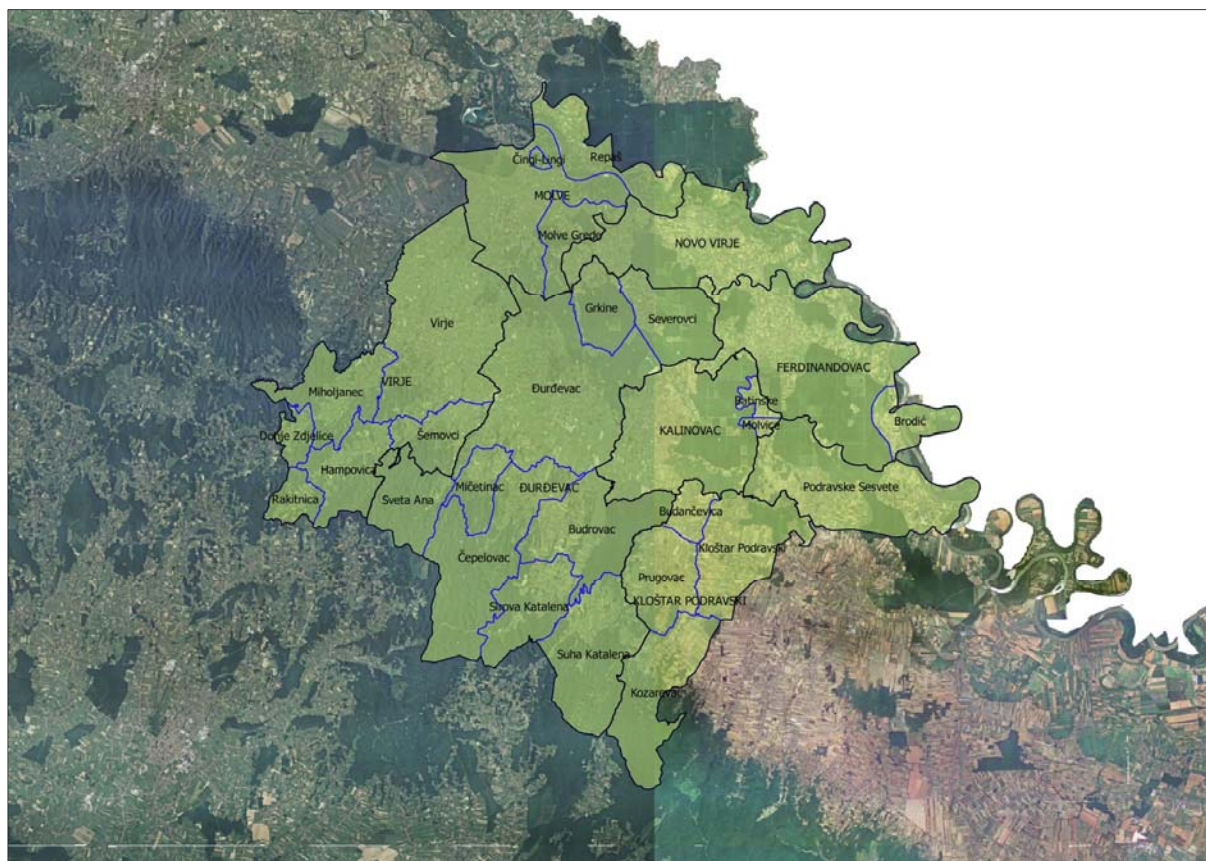 Čingi-Lingi
Repaš
MOLVE
Molve Grede
NOVO VIRJE
Grkine
Severovci
Virje
FERDINANDOVAC
VIRJE
Miholjanec
Đurđevac
Batinske
Brodić
Molvice
KALINOVAC
Donje Zdjelice
Šemovci
Hampovica
Rakitnica
Sveta Ana
Mičetinac
ĐURĐEVAC
Podravske Sesvete
Budančevica
Budrovac
Kloštar Podravski
Čepelovac
Prugovac
KLOŠTAR PODRAVSKI
Sirova Katalena
Suha Katalena
Kozarevac